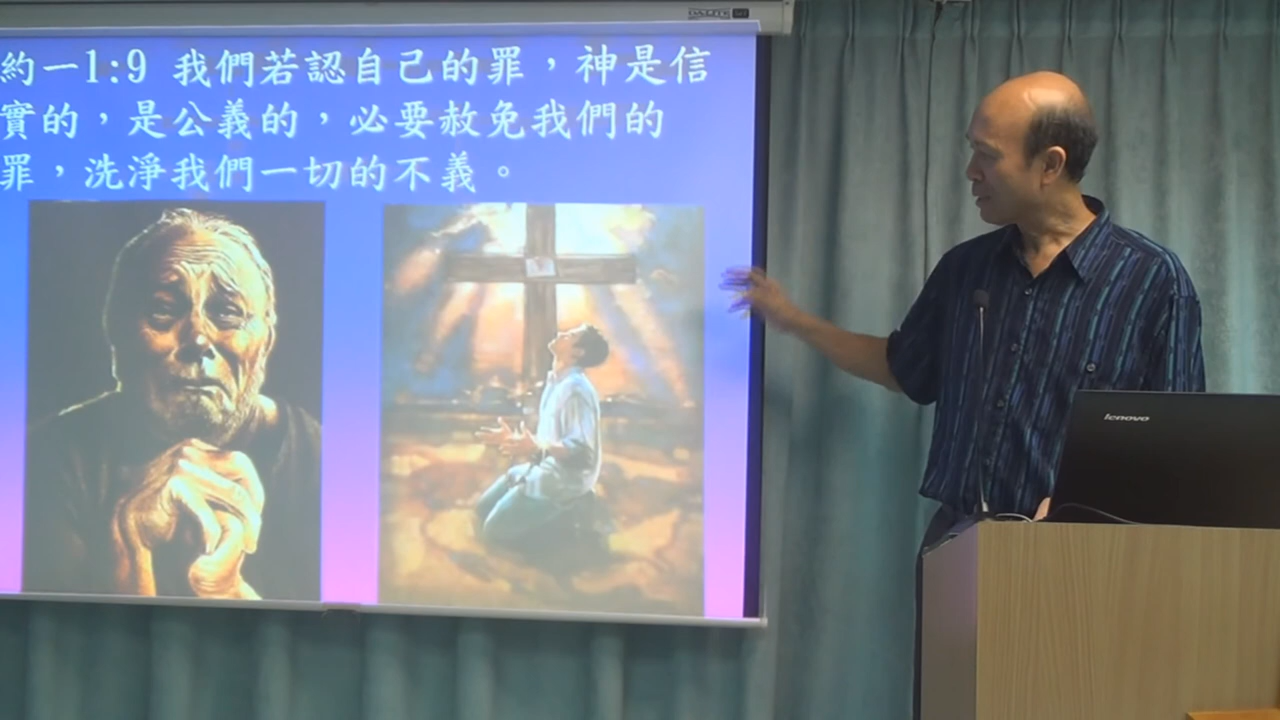 DA-LITE
約一1:9 我們若認自己的罪，神是信
實的，是公義的，必要赦免我們的
罪，洗淨我們一切的不義。
lenovo